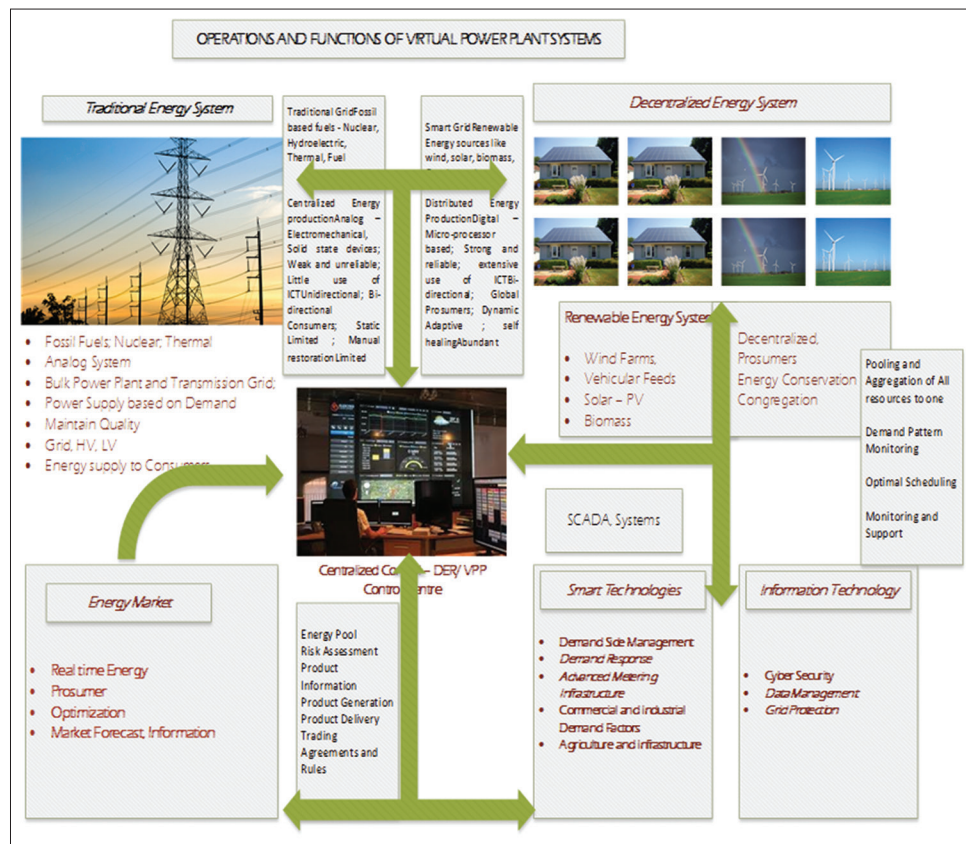 OPERATIONS AND FUNCTIONS OF VIRTUAL POWER PLANT SYSTEMS
Traditional Energy System
Traditional GridFossil
based fuels - Nuclear,
Hydroelectric,
Thermal, Fuel
Centralized Energy
productionAnalog –
Electromechanical,
Solid state devices;
Weak and unreliable;
Little use of
ICTUnidirectional; Bi-
directional
Consumers; Static
Limited ; Manual
restorationLimited
Smart GridRenewable
Energy sources like
wind, solar, biomass,
Distributed Energy
ProductionDigital –
Micro-processor
based; Strong and
reliable; extensive
use of ICTBi-
directional; Global
Prosumers; Dynamic
Adaptive ; self
healingAbundant
Decentralized Energy System
• Fossil Fuels; Nuclear; Thermal
• Analog System
• Bulk Power Plant and Transmission Grid;
• Power Supply based on Demand
• Maintain Quality
• Grid, HV, LV
• Energy supply to Consumers
Renewable Energy System
• Wind Farms,
• Vehicular Feeds
• Solar – PV
• Biomass
Decentralized,
Prosumers
Energy Conservation
Congregation
Pooling and
Aggregation of All
resources to one
Demand Pattern
Monitoring
Optimal Scheduling
Monitoring and
Support
SCADA, Systems
Centralized – DER/ VPP
Energy Market
• Real time Energy
• Prosumer
• Optimization
• Market Forecast, Information
Energy Pool
Risk Assessment
Product
Information
Product Generation
Product Delivery
Trading
Agreements and
Rules
Smart Technologies
• Demand Side Management
• Demand Response
• Advanced Metering
Infrastructure
• Commercial and Industrial
Demand Factors
• Agriculture and Infrastructure
Information Technology
• Cyber Security
• Data Management
• Grid Protection